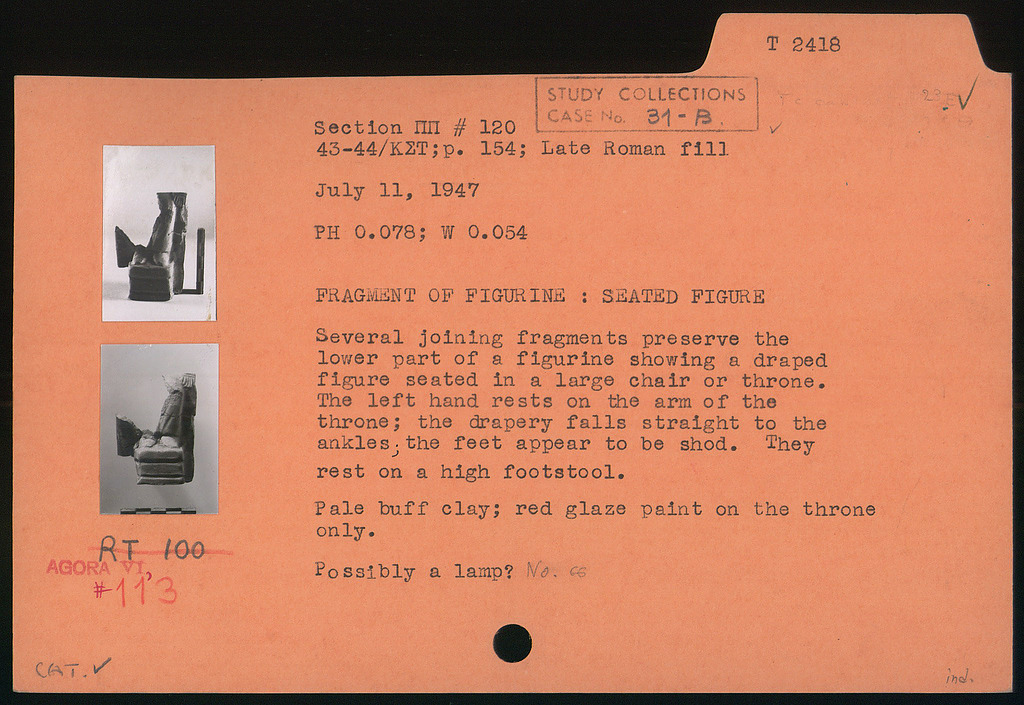 T 2418
STUDY COLLECTIONS
CASE No. 31-B.
Section ΠΠ # 120
43-44/ΚΣΤ;p. 154; Late Roman fill
July 11, 1947
PH 0.078; W 0.054
FRAGMENT OF FIGURINE : SEATED FIGURE
Several joining fragments preserve the
lower part of a figurine showing a draped
figure seated in a large chair or throne.
The left hand rests on the arm of the
throne; the drapery falls straight to the
ankles; the feet appear to be shod. They
rest on a high footstool.
Pale buff clay; red glaze paint on the throne
only.
Possibly a lamp? No.
RT 100
AGORA VI,
#113
CAT. ✓
ind.